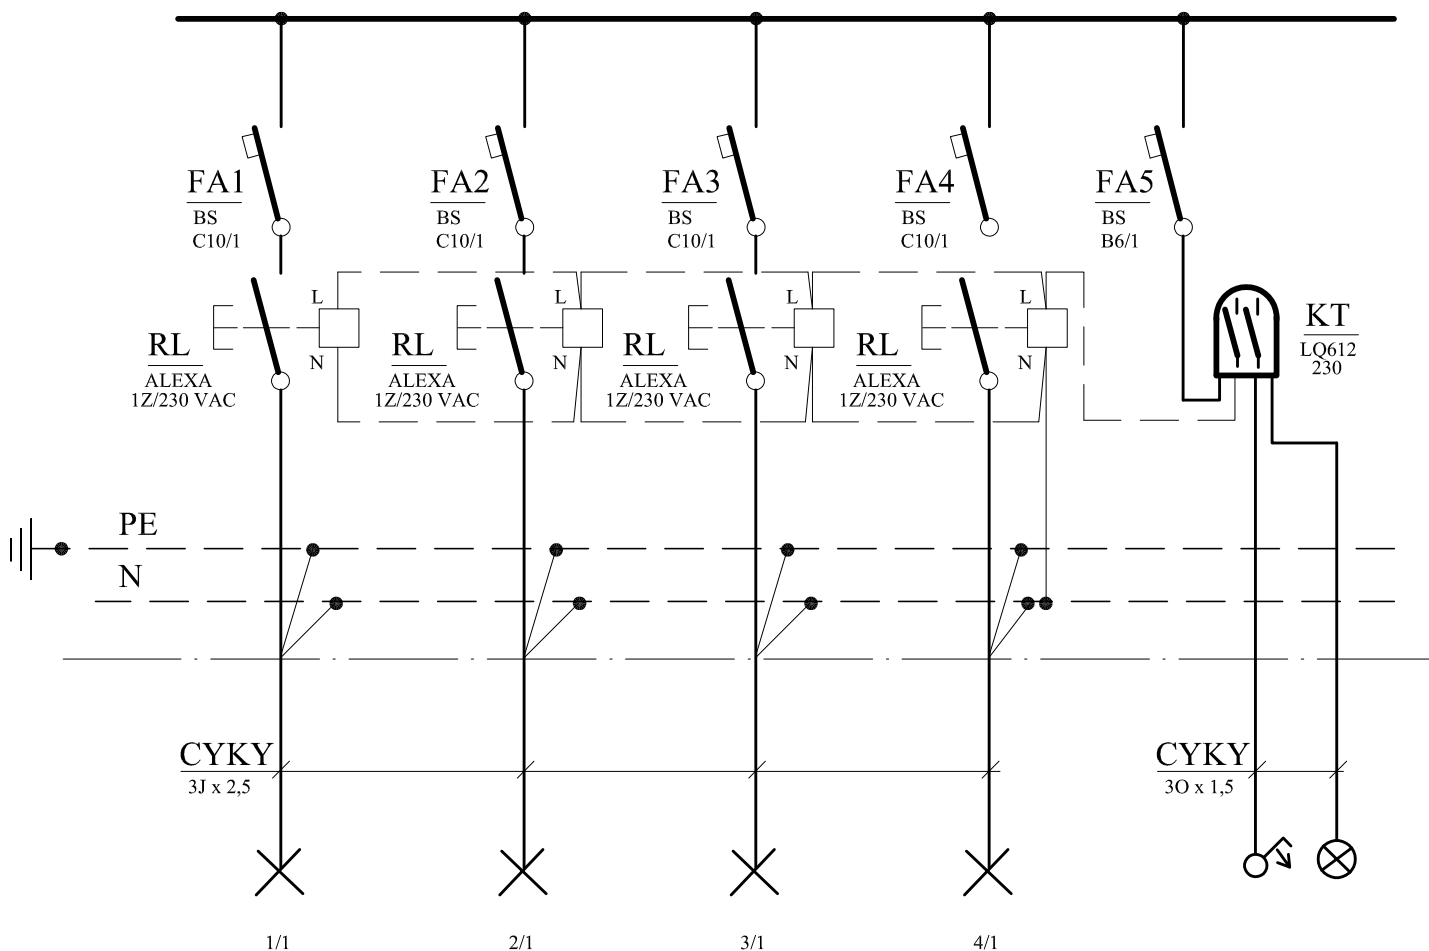 FA1 FA2 FA3 FA4 FA5
BS BS BS BS BS
C10/1 C10/1 C10/1 C10/1 B6/1
L L L L
KT
RL RL RL RL
LQ612
N N N N
230
ALEXA ALEXA ALEXA ALEXA
1Z/230 VAC 1Z/230 VAC 1Z/230 VAC 1Z/230 VAC
PE
N
CYKY CYKY
3J x 2,5 3O x 1,5
1/1 2/1 3/1 4/1